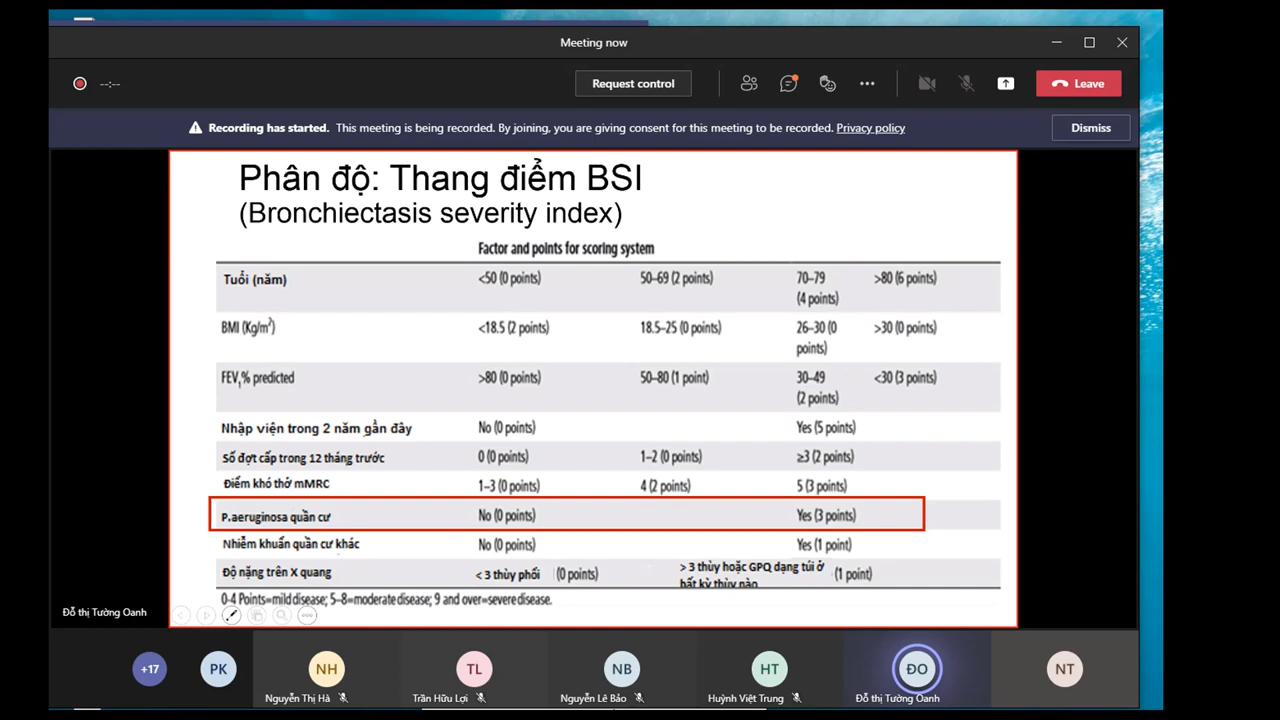 Meeting now
--:--
Request control
Leave
Recording has started. This meeting is being recorded. By joining, you are giving consent for this meeting to be recorded. Privacy policy
Dismiss
Phân độ: Thang điểm BSI
(Bronchiectasis severity index)
Factor and points for scoring system
Tuổi (năm) <50 (0 points) 50–69 (2 points) 70–79 (4 points) >80 (6 points)
BMI (Kg/m²) <18.5 (2 points) 18.5–25 (0 points) 26–30 (0 points) >30 (0 points)
FEV₁% predicted >80 (0 points) 50–80 (1 point) 30–49 (2 points) <30 (3 points)
Nhập viện trong 2 năm gần đây No (0 points) Yes (5 points)
Số đợt cấp trong 12 tháng trước 0 (0 points) 1–2 (0 points) ≥3 (2 points)
Điểm khó thở mMRC 1–3 (0 points) 4 (2 points) 5 (3 points)
P.aeruginosa quần cư No (0 points) Yes (3 points)
Nhiễm khuẩn quần cư khác No (0 points) Yes (1 point)
Độ nặng trên X quang < 3 thùy phổi (0 points) > 3 thùy hoặc GPQ dạng túi ở bất kỳ thùy nào (1 point)
0-4 Points=mild disease; 5–8=moderate disease; 9 and over=severe disease.
Đỗ thị Tường Oanh
+17
PK
NH
TL
NB
HT
ĐO
NT
Nguyễn Thị Hà
Trần Hữu Lợi
Nguyễn Lê Bảo
Huỳnh Việt Trung
Đỗ thị Tường Oanh